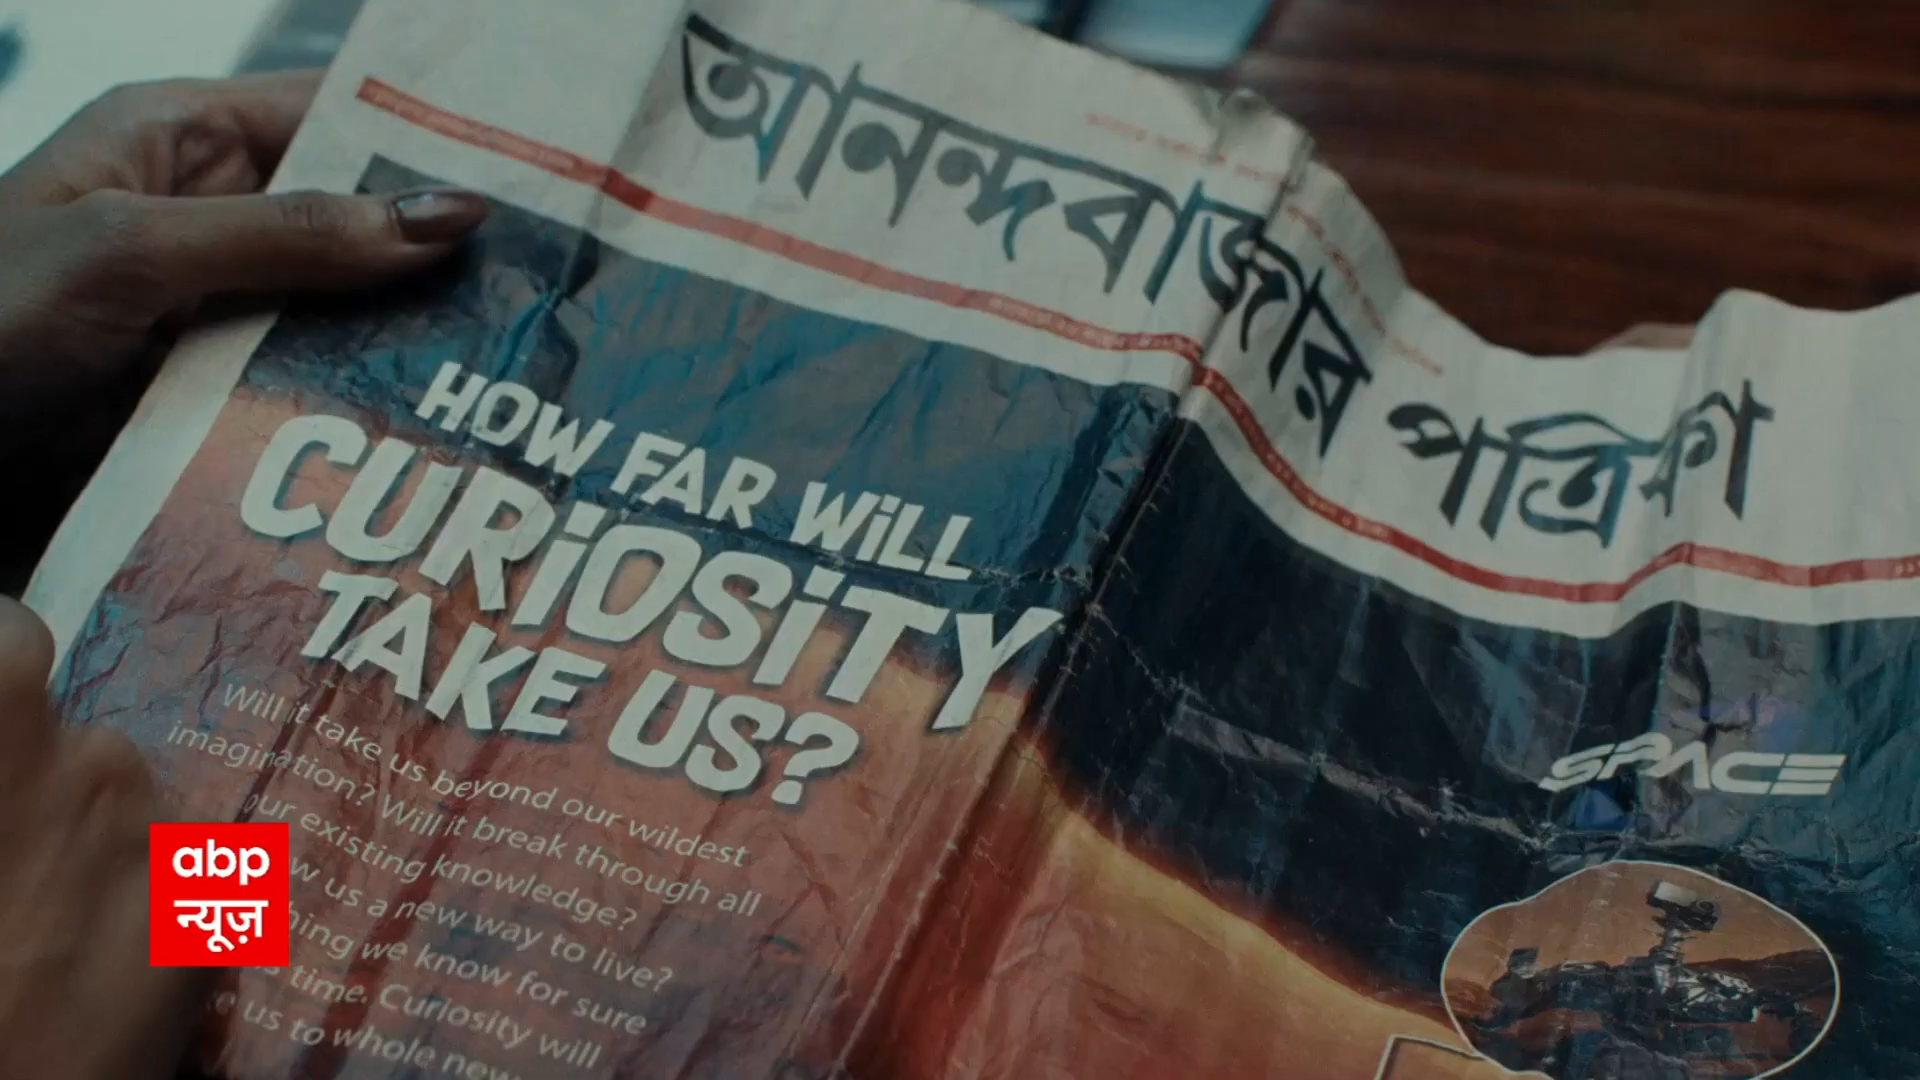 আনন্দবাজার পত্রিকা
HOW FAR WiLL
CURiOSiTY
TAKE US?
Will it take us beyond our wildest
imagination? Will it break through all
our existing knowledge?
us a new way to live?
we know for sure
time. Curiosity will
us to whole new
SPACE
abp
न्यूज़